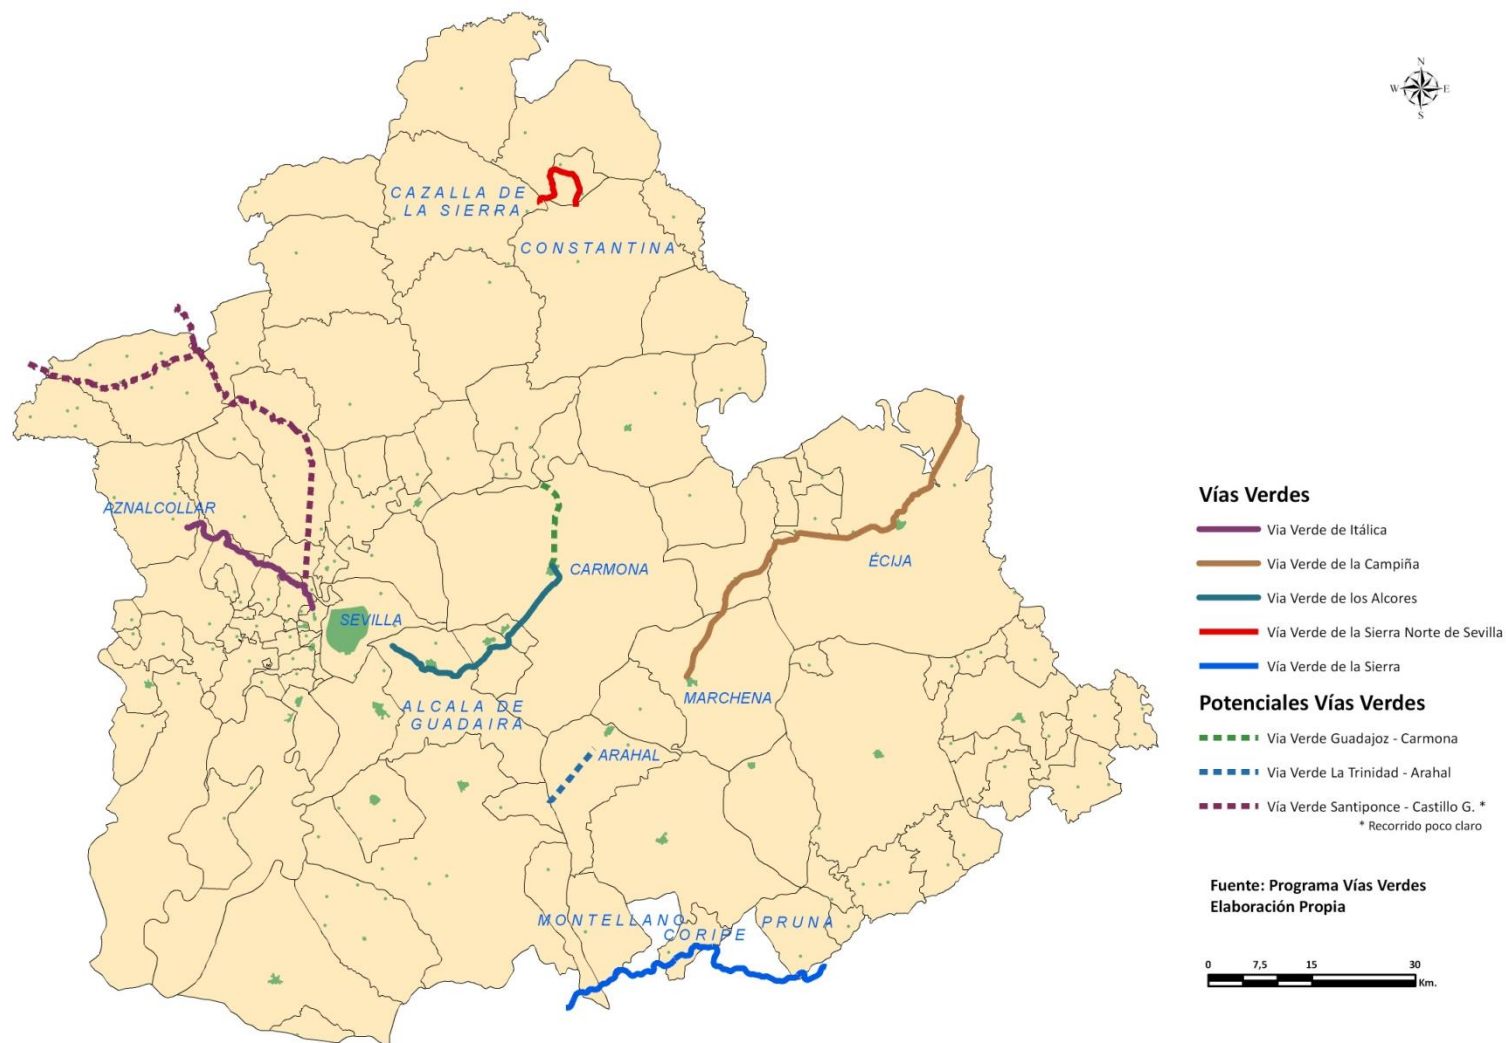 N
W E
S
CAZALLA DE
LA SIERRA
CONSTANTINA
AZNALCOLLAR
CARMONA
ÉCIJA
SEVILLA
MARCHENA
ALCALA DE
GUADAIRA
ARAHAL
MONTELLANO
CORIPE
PRUNA
Vías Verdes
Via Verde de Itálica
Via Verde de la Campiña
Via Verde de los Alcores
Vía Verde de la Sierra Norte de Sevilla
Vía Verde de la Sierra
Potenciales Vías Verdes
Via Verde Guadajoz - Carmona
Via Verde La Trinidad - Arahal
Vía Verde Santiponce - Castillo G. *
* Recorrido poco claro
Fuente: Programa Vías Verdes
Elaboración Propia
0 7,5 15 30
Km.